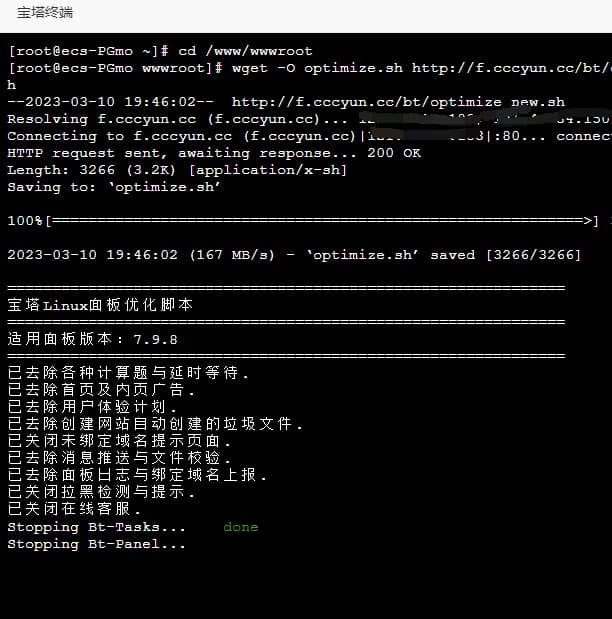 宝塔终端
[root@ecs-PGmo ~]# cd /www/wwwroot
[root@ecs-PGmo wwwroot]# wget -O optimize.sh http://f.cccyun.cc/bt/o
h
--2023-03-10 19:46:02--  http://f.cccyun.cc/bt/optimize_new.sh
Resolving f.cccyun.cc (f.cccyun.cc)...
Connecting to f.cccyun.cc (f.cccyun.cc)|:80... connec
HTTP request sent, awaiting response... 200 OK
Length: 3266 (3.2K) [application/x-sh]
Saving to: ‘optimize.sh’
100%[===========================================================>]
2023-03-10 19:46:02 (167 MB/s) - ‘optimize.sh’ saved [3266/3266]
==============================================================
宝塔Linux面板优化脚本
==============================================================
适用面板版本：7.9.8
==============================================================
已去除各种计算题与延时等待.
已去除首页及内页广告.
已去除用户体验计划.
已去除创建网站自动创建的垃圾文件.
已关闭未绑定域名提示页面.
已去除消息推送与文件校验.
已去除面板日志与绑定域名上报.
已关闭拉黑检测与提示.
已关闭在线客服.
Stopping Bt-Tasks...    done
Stopping Bt-Panel...